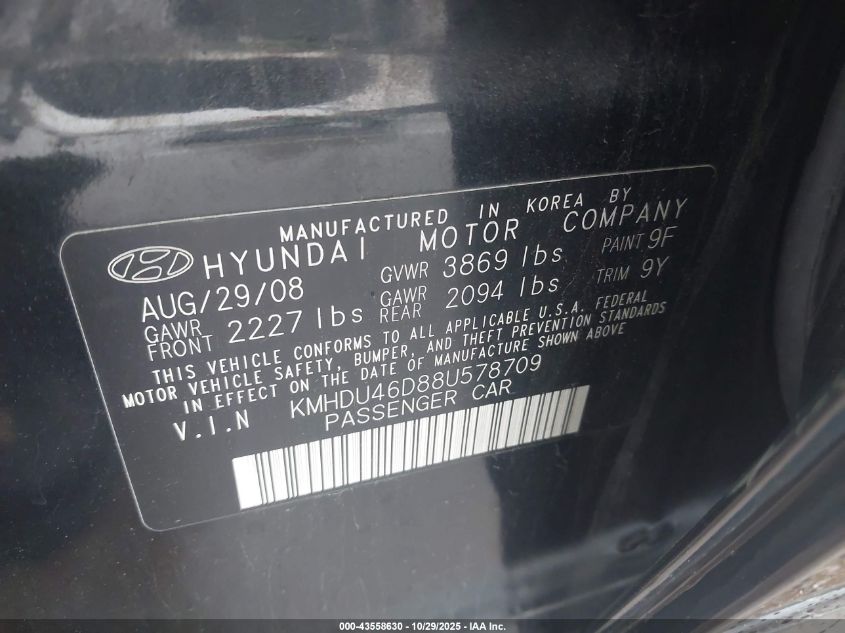 MANUFACTURED IN KOREA BY
HYUNDAI MOTOR COMPANY
AUG/29/08 GVWR 3869 lbs PAINT 9F
GAWR FRONT 2227 lbs GAWR REAR 2094 lbs TRIM 9Y
THIS VEHICLE CONFORMS TO ALL APPLICABLE U.S.A. FEDERAL
MOTOR VEHICLE SAFETY, BUMPER, AND THEFT PREVENTION STANDARDS
IN EFFECT ON THE DATE OF MANUFACTURE SHOWN ABOVE
V.I.N KMHDU46D88U578709
PASSENGER CAR
000-43558630 - 10/29/2025 - IAA Inc.